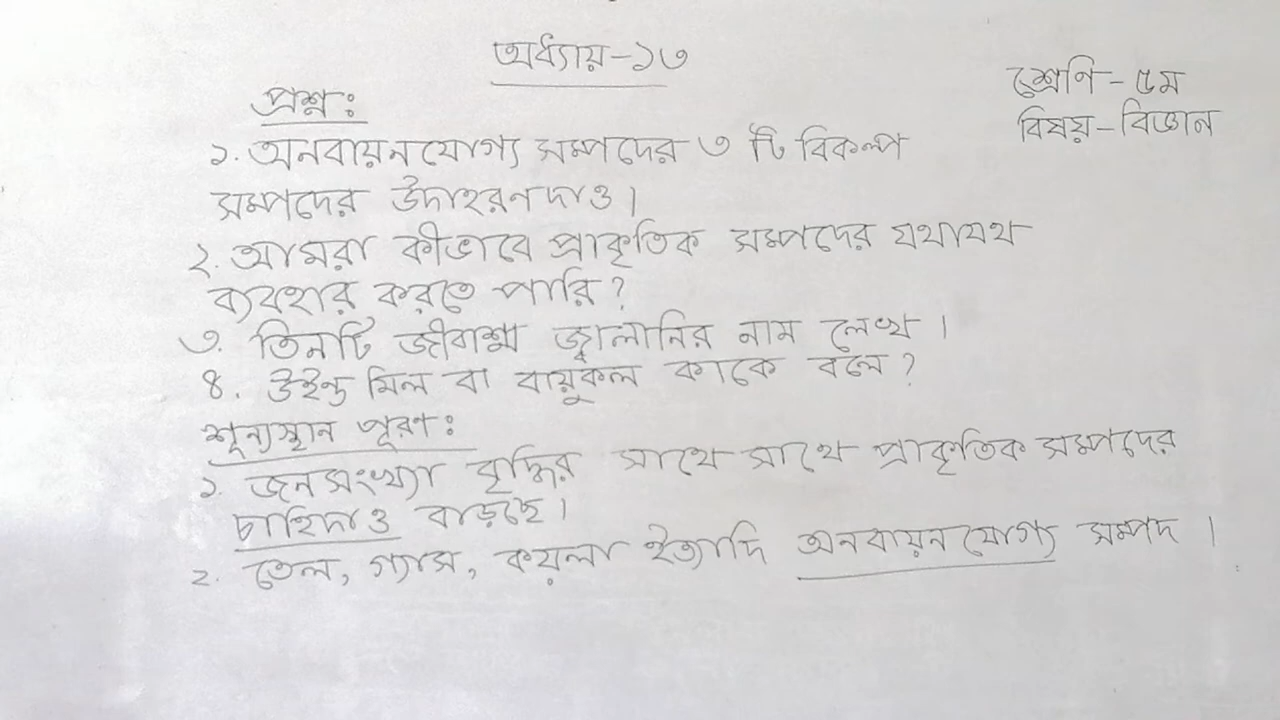 অধ্যায়-১৩
শ্রেণি-৫ম
বিষয়-বিজ্ঞান
প্রশ্নঃ
১. অনবায়নযোগ্য সম্পদের ৩ টি বিকল্প
সম্পদের উদাহরণ দাও।
২. আমরা কীভাবে প্রাকৃতিক সম্পদের যথাযথ
ব্যবহার করতে পারি?
৩. তিনটি জীবাশ্ম জ্বালানির নাম লেখ।
৪. উইন্ড মিল বা বায়ুকল কাকে বলে?
শূন্যস্থান পূরণঃ
১. জনসংখ্যা বৃদ্ধির সাথে সাথে প্রাকৃতিক সম্পদের
চাহিদাও বাড়ছে।
২. তেল, গ্যাস, কয়লা ইত্যাদি অনবায়নযোগ্য সম্পদ।